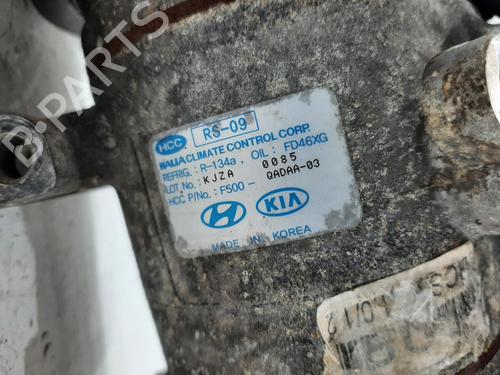 B-PARTS
HCC RS-09
HALLA CLIMATE CONTROL CORP.
REFRIG.: R-134a, OIL: FD46XG
LOT.No.: KJZA 0085
HCC P/No.: F500- QADAA-03
KIA
MADE IN KOREA